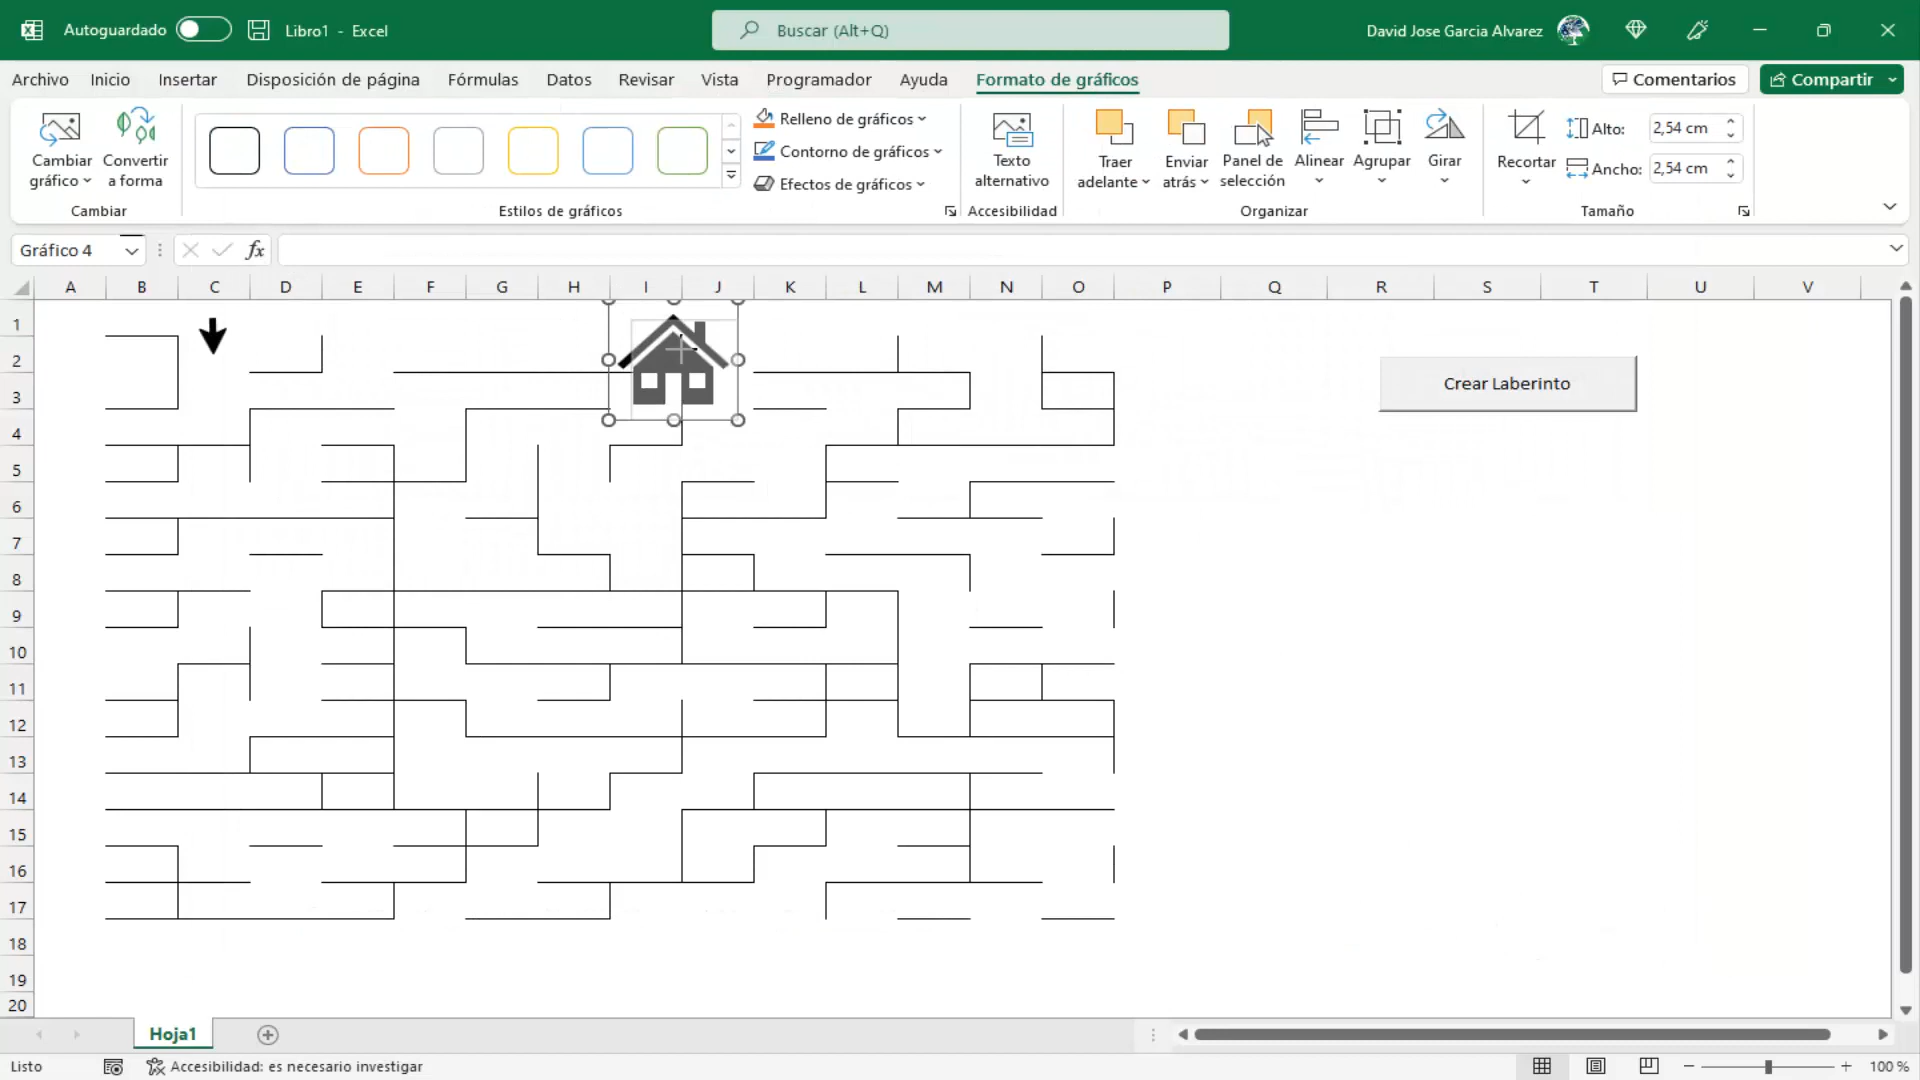 Autoguardado Libro1 - Excel Buscar (Alt+Q) David Jose Garcia Alvarez
Archivo Inicio Insertar Disposición de página Fórmulas Datos Revisar Vista Programador Ayuda Formato de gráficos Comentarios Compartir
Cambiar gráfico
Convertir a forma
Cambiar
Relleno de gráficos
Contorno de gráficos
Efectos de gráficos
Estilos de gráficos
Texto alternativo
Accesibilidad
Traer adelante
Enviar atrás
Panel de selección
Alinear
Agrupar
Girar
Organizar
Recortar
Alto: 2,54 cm
Ancho: 2,54 cm
Tamaño
Gráfico 4 fx
A B C D E F G H I J K L M N O P Q R S T U V
1
2
Crear Laberinto
3
4
5
6
7
8
9
10
11
12
13
14
15
16
17
18
19
20
Hoja1
Listo Accesibilidad: es necesario investigar 100 %